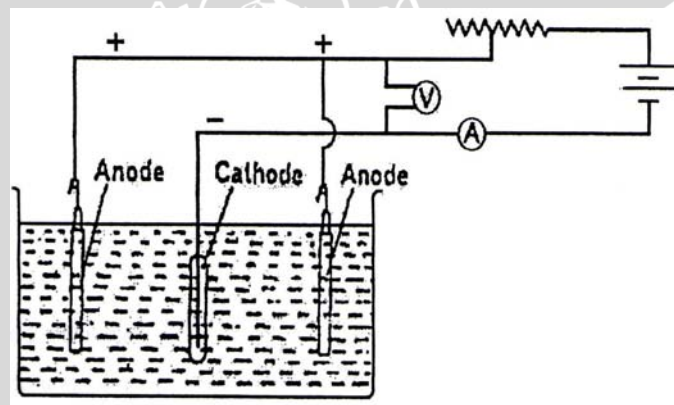 + +
V
− A
Anode Cathode Anode